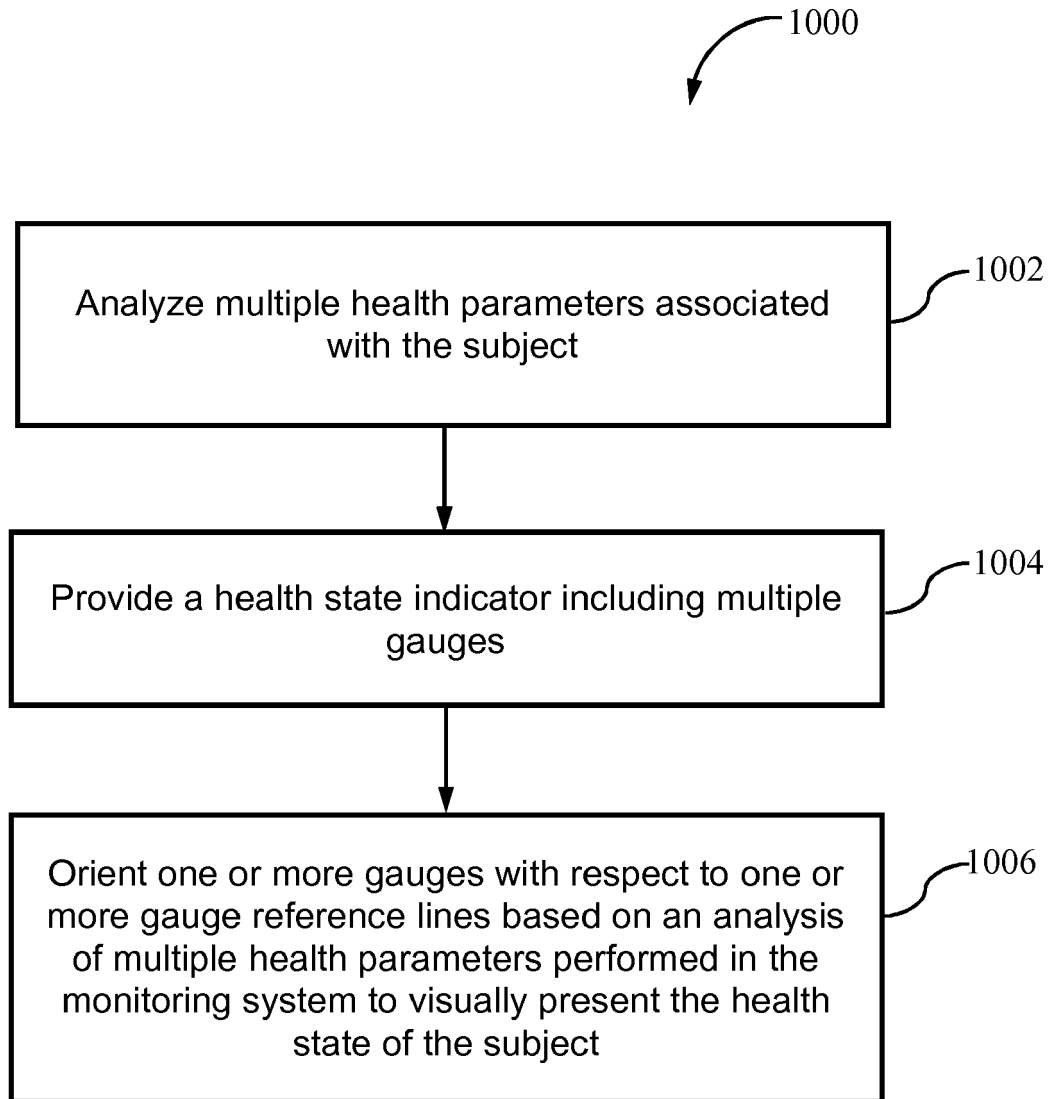 1000
Analyze multiple health parameters associated
with the subject
1002
Provide a health state indicator including multiple
gauges
1004
Orient one or more gauges with respect to one or
more gauge reference lines based on an analysis
of multiple health parameters performed in the
monitoring system to visually present the health
state of the subject
1006